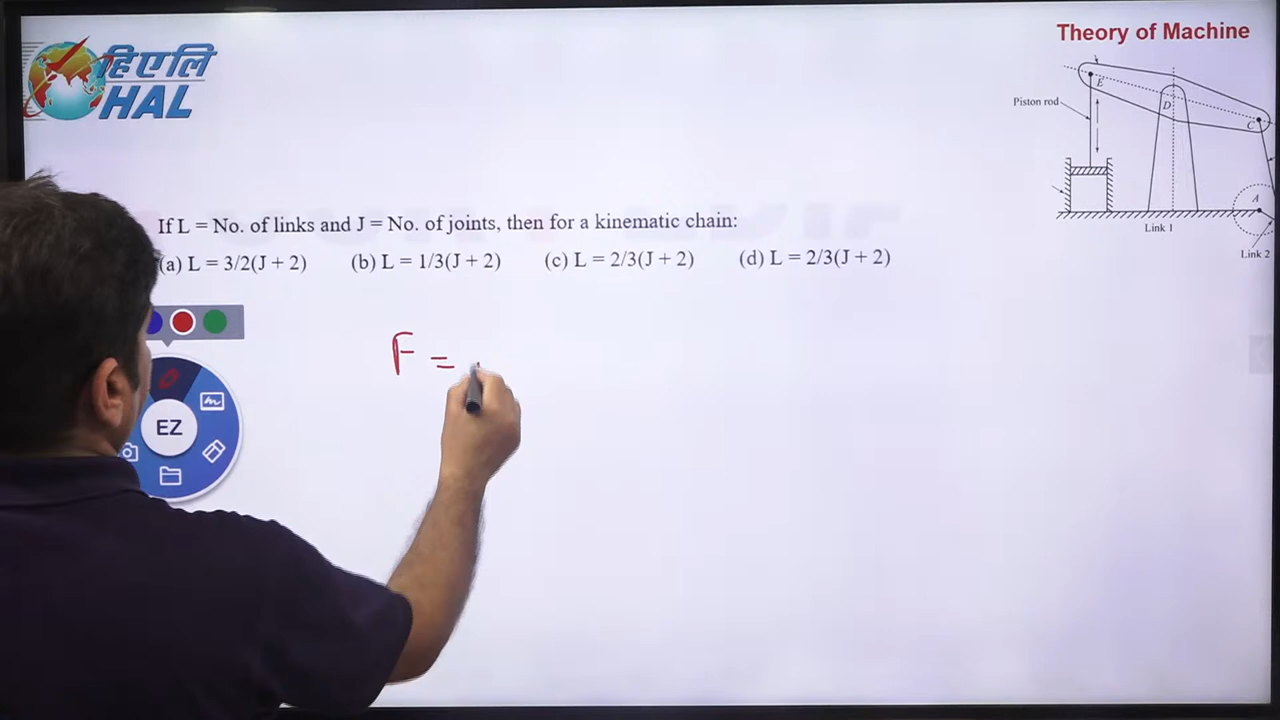 हिएलि
HAL
Theory of Machine
E
Piston rod
D
C
A
Link 1
Link 2
If L = No. of links and J = No. of joints, then for a kinematic chain:
(a) L = 3/2(J + 2) (b) L = 1/3(J + 2) (c) L = 2/3(J + 2) (d) L = 2/3(J + 2)
F =
EZ